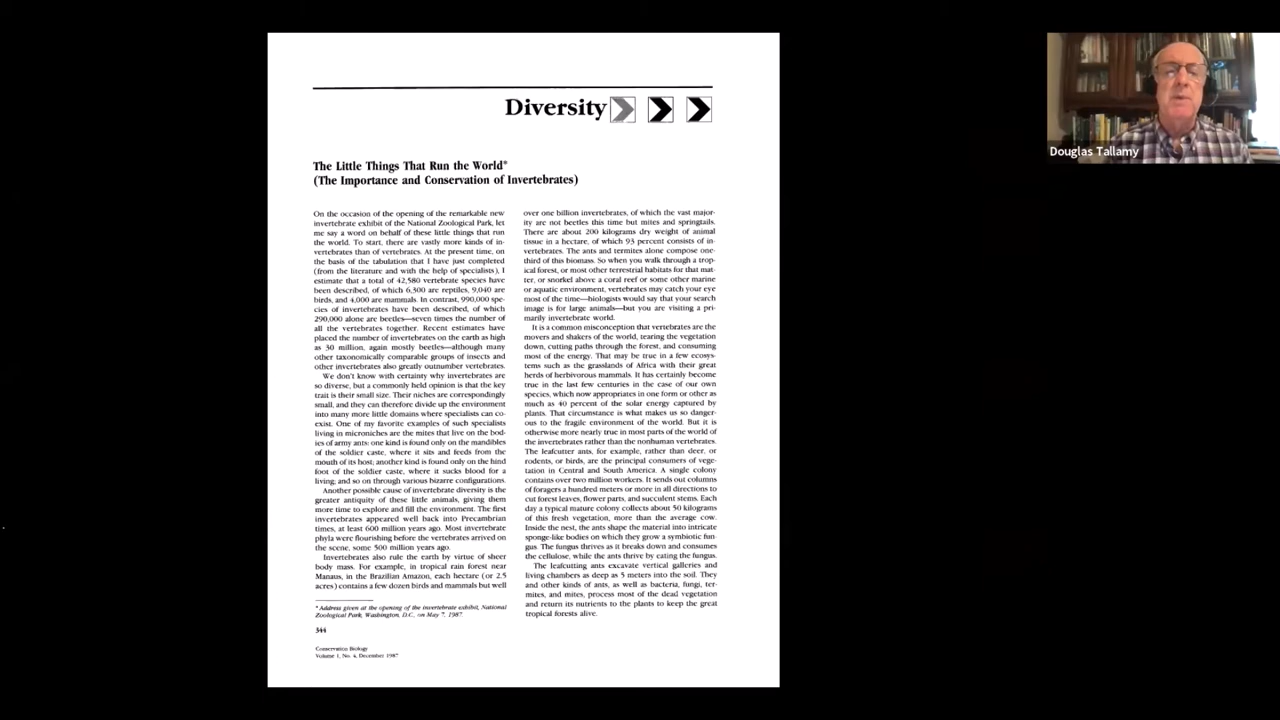 Diversity
The Little Things That Run the World*
(The Importance and Conservation of Invertebrates)
On the occasion of the opening of the remarkable new
invertebrate exhibit of the National Zoological Park, let
me say a word on behalf of these little things that run
the world. To start, there are vastly more kinds of in-
vertebrates than of vertebrates. At the present time, on
the basis of the tabulation that I have just completed
(from the literature and with the help of specialists), I
estimate that a total of 42,580 vertebrate species have
been described, of which 6,300 are reptiles, 9,040 are
birds, and 4,000 are mammals. In contrast, 990,000 spe-
cies of invertebrates have been described, of which
290,000 alone are beetles—seven times the number of
all the vertebrates together. Recent estimates have
placed the number of invertebrates on the earth as high
as 30 million, again mostly beetles—although many
other taxonomically comparable groups of insects and
other invertebrates also greatly outnumber vertebrates.
We don't know with certainty why invertebrates are
so diverse, but a commonly held opinion is that the key
trait is their small size. Their niches are correspondingly
small, and they can therefore divide up the environment
into many more little domains where specialists can co-
exist. One of my favorite examples of such specialists
living in microniches are the mites that live on the bod-
ies of army ants: one kind is found only on the mandibles
of the soldier caste, where it sits and feeds from the
mouth of its host; another kind is found only on the hind
foot of the soldier caste, where it sucks blood for a
living; and so on through various bizarre configurations.
Another possible cause of invertebrate diversity is the
greater antiquity of these little animals, giving them
more time to explore and fill the environment. The first
invertebrates appeared well back into Precambrian
times, at least 600 million years ago. Most invertebrate
phyla were flourishing before the vertebrates arrived on
the scene, some 500 million years ago.
Invertebrates also rule the earth by virtue of sheer
body mass. For example, in tropical rain forest near
Manaus, in the Brazilian Amazon, each hectare (or 2.5
acres) contains a few dozen birds and mammals but well
* Address given at the opening of the invertebrate exhibit, National
Zoological Park, Washington, D.C., on May 7, 1987.
344
Conservation Biology
Volume 1, No. 4, December 1987
over one billion invertebrates, of which the vast major-
ity are not beetles this time but mites and springtails.
There are about 200 kilograms dry weight of animal
tissue in a hectare, of which 93 percent consists of in-
vertebrates. The ants and termites alone compose one-
third of this biomass. So when you walk through a trop-
ical forest, or most other terrestrial habitats for that mat-
ter, or snorkel above a coral reef or some other marine
or aquatic environment, vertebrates may catch your eye
most of the time—biologists would say that your search
image is for large animals—but you are visiting a pri-
marily invertebrate world.
It is a common misconception that vertebrates are the
movers and shakers of the world, tearing the vegetation
down, cutting paths through the forest, and consuming
most of the energy. That may be true in a few ecosys-
tems such as the grasslands of Africa with their great
herds of herbivorous mammals. It has certainly become
true in the last few centuries in the case of our own
species, which now appropriates in one form or other as
much as 40 percent of the solar energy captured by
plants. That circumstance is what makes us so danger-
ous to the fragile environment of the world. But it is
otherwise more nearly true in most parts of the world of
the invertebrates rather than the nonhuman vertebrates.
The leafcutter ants, for example, rather than deer, or
rodents, or birds, are the principal consumers of vege-
tation in Central and South America. A single colony
contains over two million workers. It sends out columns
of foragers a hundred meters or more in all directions to
cut forest leaves, flower parts, and succulent stems. Each
day a typical mature colony collects about 50 kilograms
of this fresh vegetation, more than the average cow.
Inside the nest, the ants shape the material into intricate
sponge-like bodies on which they grow a symbiotic fun-
gus. The fungus thrives as it breaks down and consumes
the cellulose, while the ants thrive by eating the fungus.
The leafcutting ants excavate vertical galleries and
living chambers as deep as 5 meters into the soil. They
and other kinds of ants, as well as bacteria, fungi, ter-
mites, and mites, process most of the dead vegetation
and return its nutrients to the plants to keep the great
tropical forests alive.
Douglas Tallamy